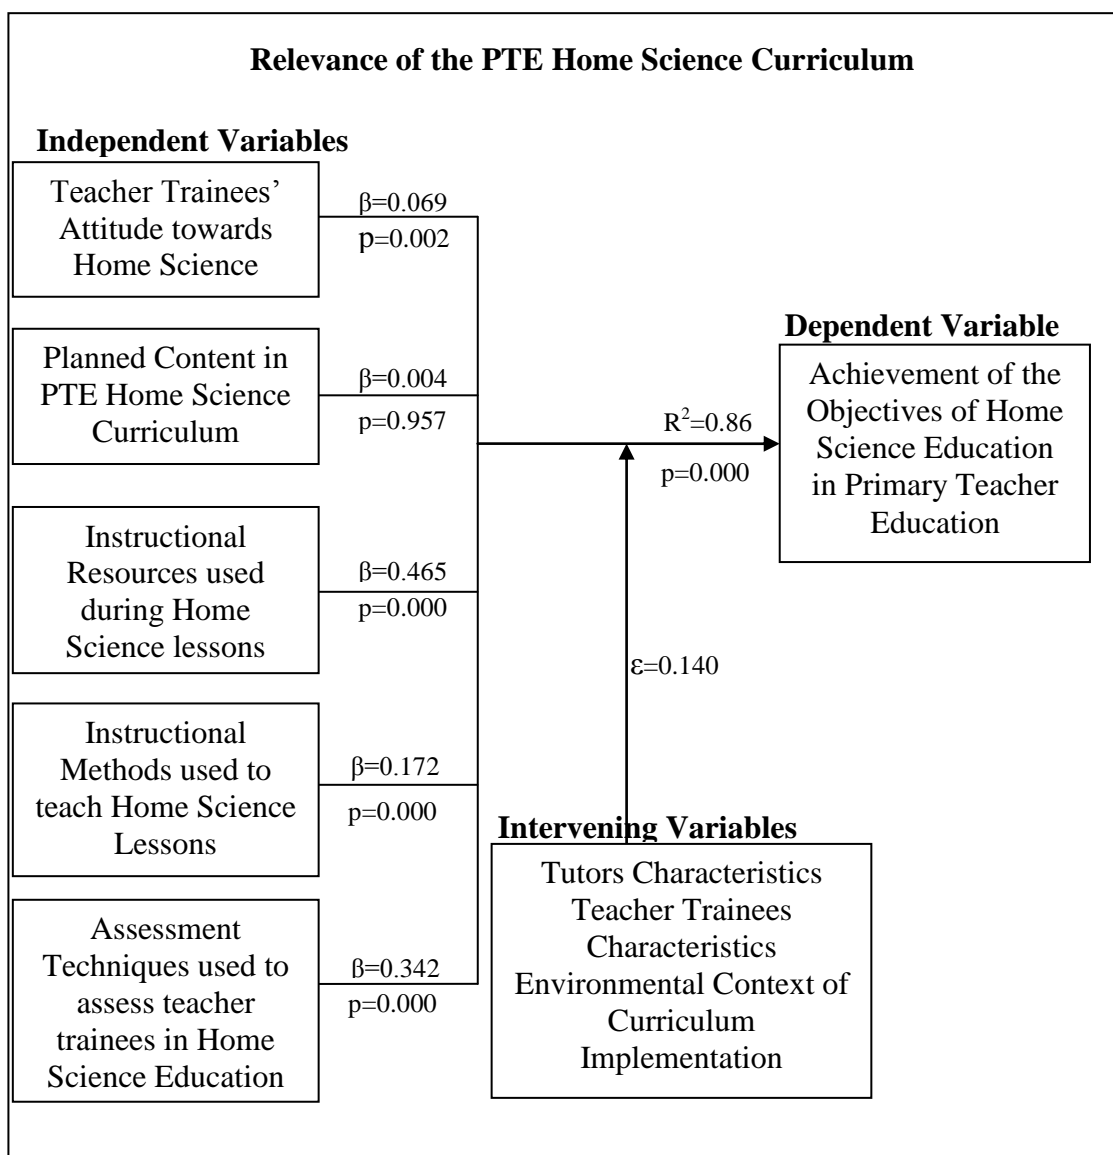 Relevance of the PTE Home Science Curriculum
Independent Variables
Teacher Trainees’
Attitude towards
Home Science
β=0.069
p=0.002
Planned Content in
PTE Home Science
Curriculum
β=0.004
p=0.957
Instructional
Resources used
during Home
Science lessons
β=0.465
p=0.000
Instructional
Methods used to
teach Home Science
Lessons
β=0.172
p=0.000
Assessment
Techniques used to
assess teacher
trainees in Home
Science Education
β=0.342
p=0.000
Dependent Variable
Achievement of the
Objectives of Home
Science Education
in Primary Teacher
Education
R²=0.86
p=0.000
ε=0.140
Intervening Variables
Tutors Characteristics
Teacher Trainees
Characteristics
Environmental Context of
Curriculum
Implementation